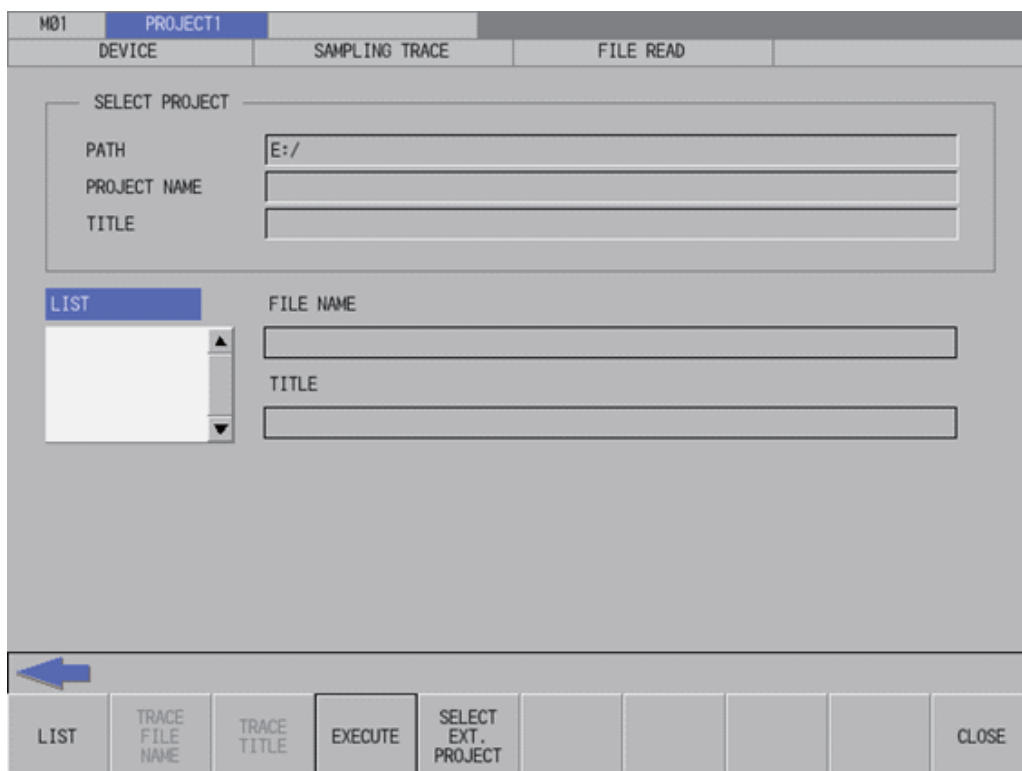 MØ1 PROJECT1
DEVICE SAMPLING TRACE FILE READ
SELECT PROJECT
PATH E:/
PROJECT NAME
TITLE
LIST FILE NAME
TITLE
LIST TRACE FILE NAME TRACE TITLE EXECUTE SELECT EXT. PROJECT CLOSE